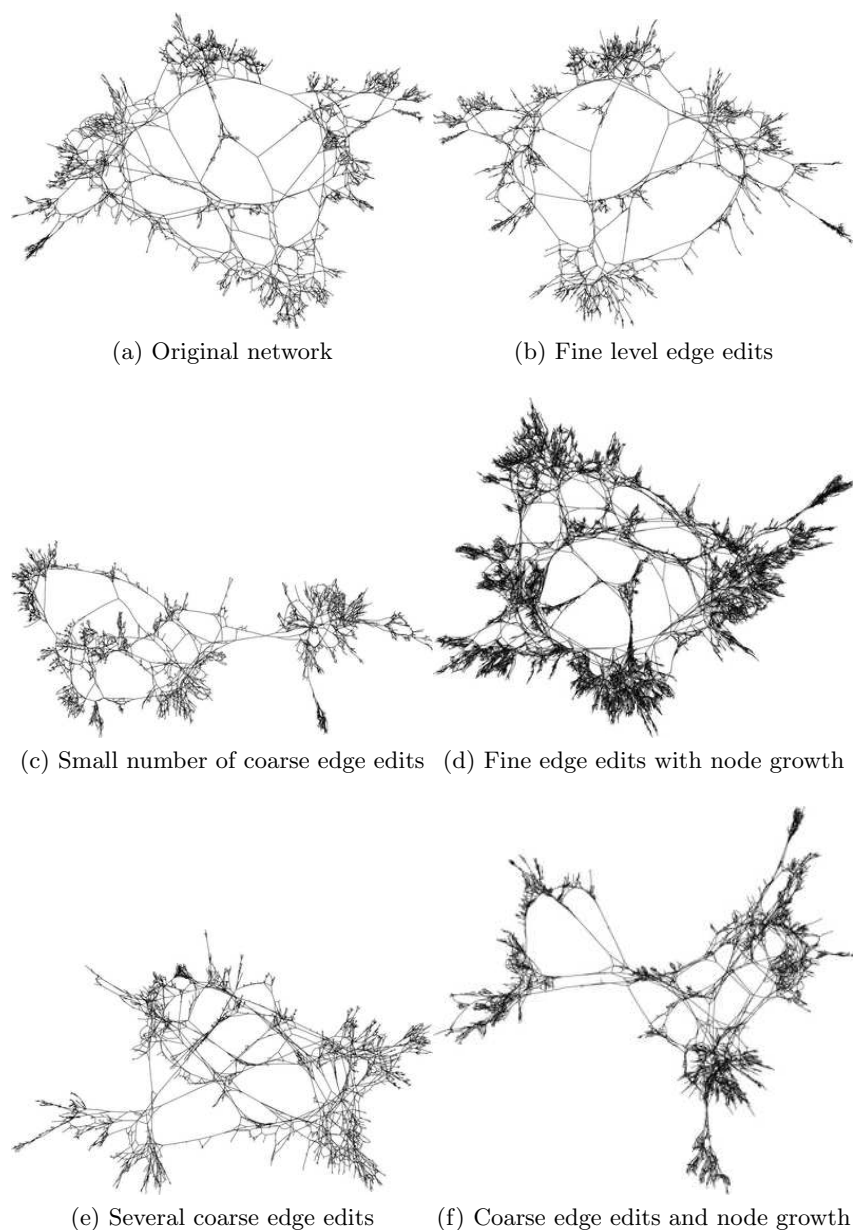 (a) Original network
(b) Fine level edge edits
(c) Small number of coarse edge edits
(d) Fine edge edits with node growth
(e) Several coarse edge edits
(f) Coarse edge edits and node growth